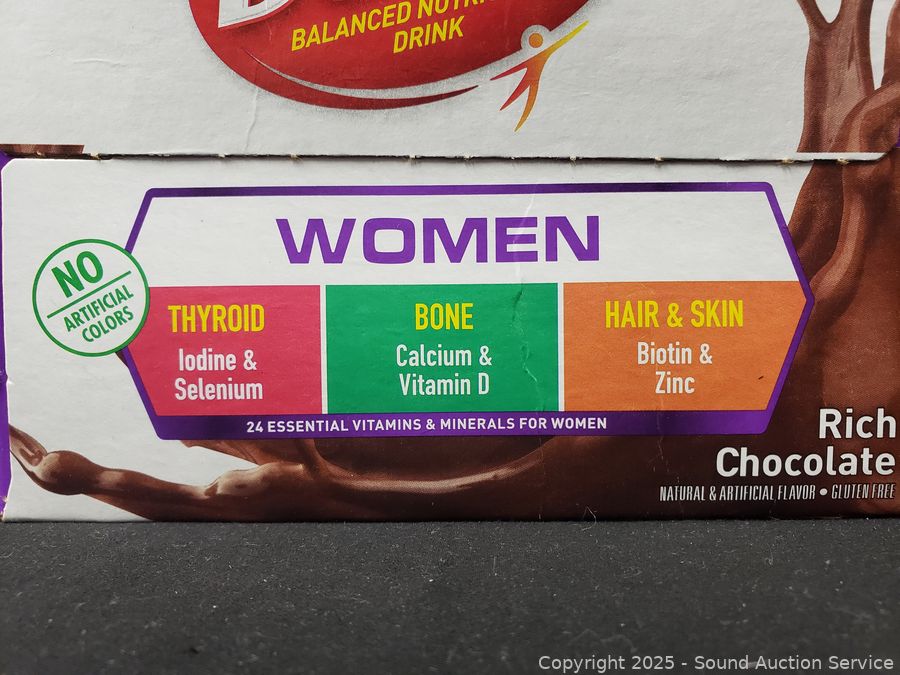 BALANCED
DRINK
WOMEN
NO
ARTIFICIAL
COLORS
THYROID
Iodine &
Selenium
BONE
Calcium &
Vitamin D
HAIR & SKIN
Biotin &
Zinc
24 ESSENTIAL VITAMINS & MINERALS FOR WOMEN
Rich
Chocolate
NATURAL & ARTIFICIAL FLAVOR • GLUTEN FREE
Copyright 2025 - Sound Auction Service